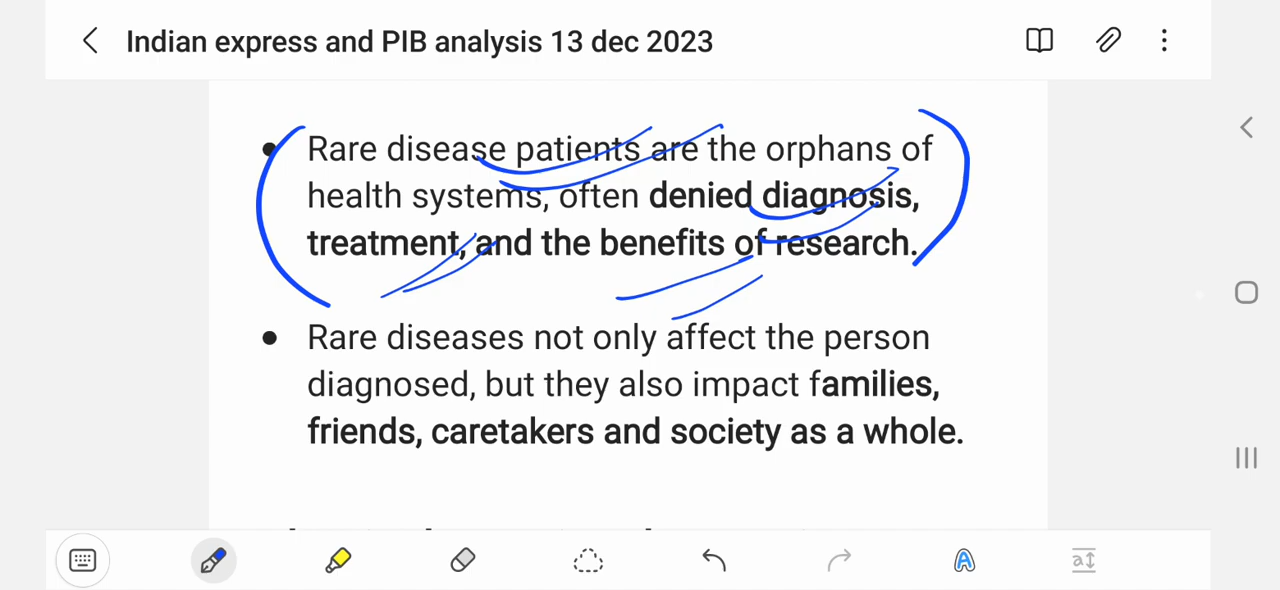 Indian express and PIB analysis 13 dec 2023
Rare disease patients are the orphans of
health systems, often denied diagnosis,
treatment, and the benefits of research.
Rare diseases not only affect the person
diagnosed, but they also impact families,
friends, caretakers and society as a whole.